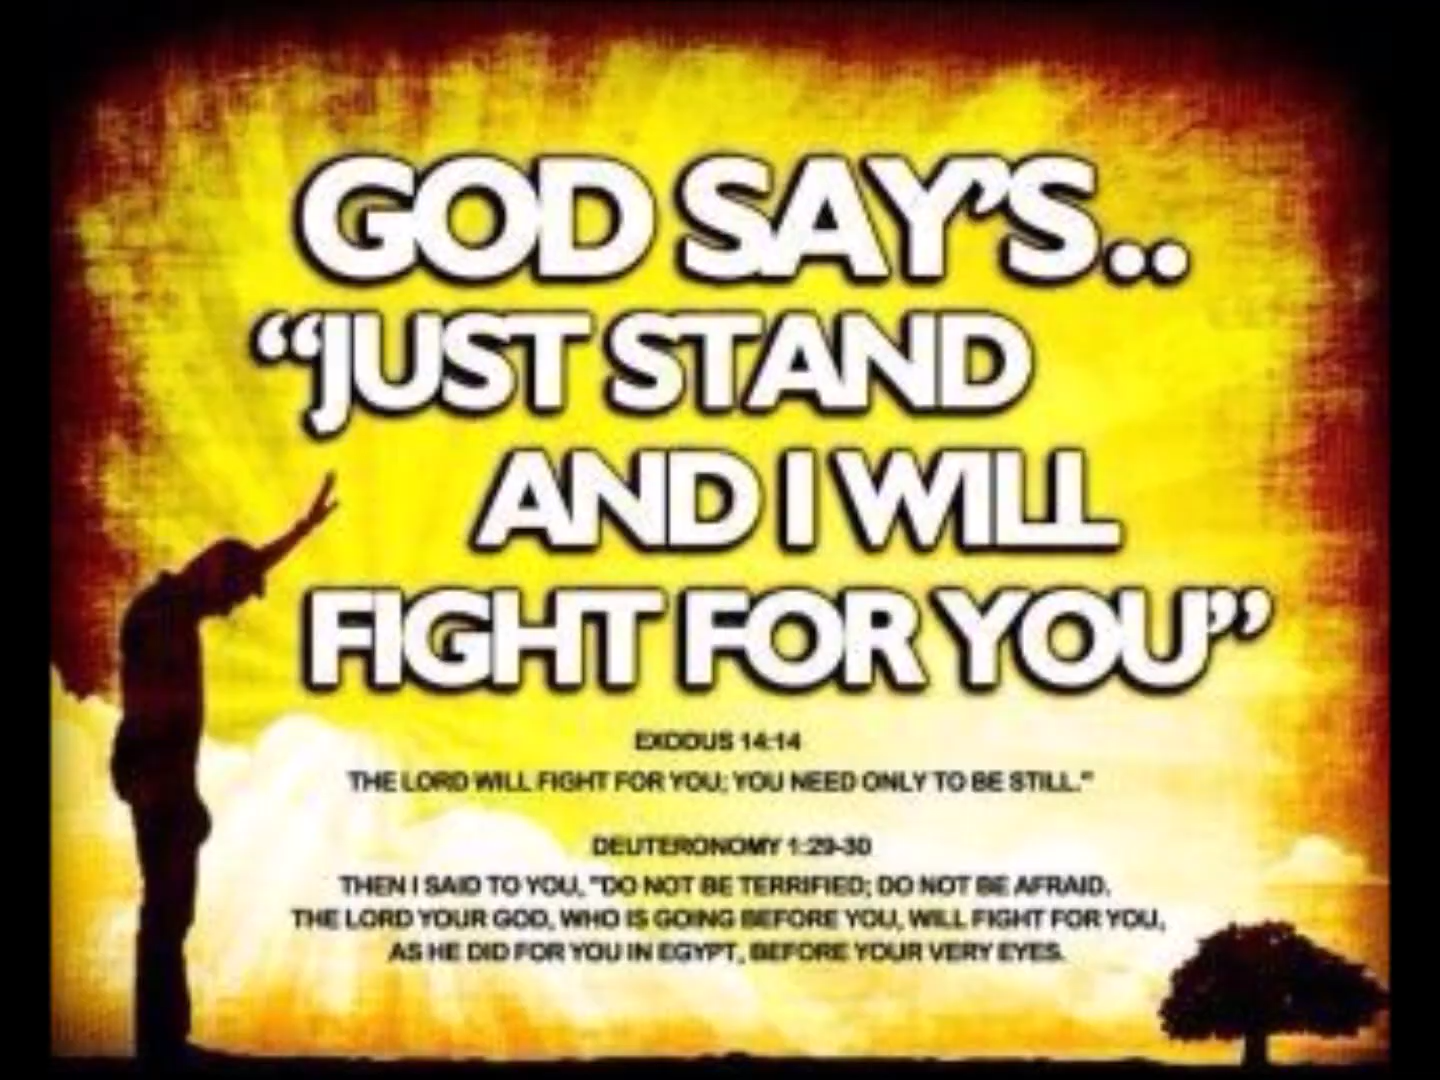 GOD SAY'S..
“JUST STAND
AND I WILL
FIGHT FOR YOU”
EXODUS 14:14
THE LORD WILL FIGHT FOR YOU; YOU NEED ONLY TO BE STILL."
DEUTERONOMY 1:29-30
THEN I SAID TO YOU, "DO NOT BE TERRIFIED; DO NOT BE AFRAID.
THE LORD YOUR GOD, WHO IS GOING BEFORE YOU, WILL FIGHT FOR YOU,
AS HE DID FOR YOU IN EGYPT, BEFORE YOUR VERY EYES.